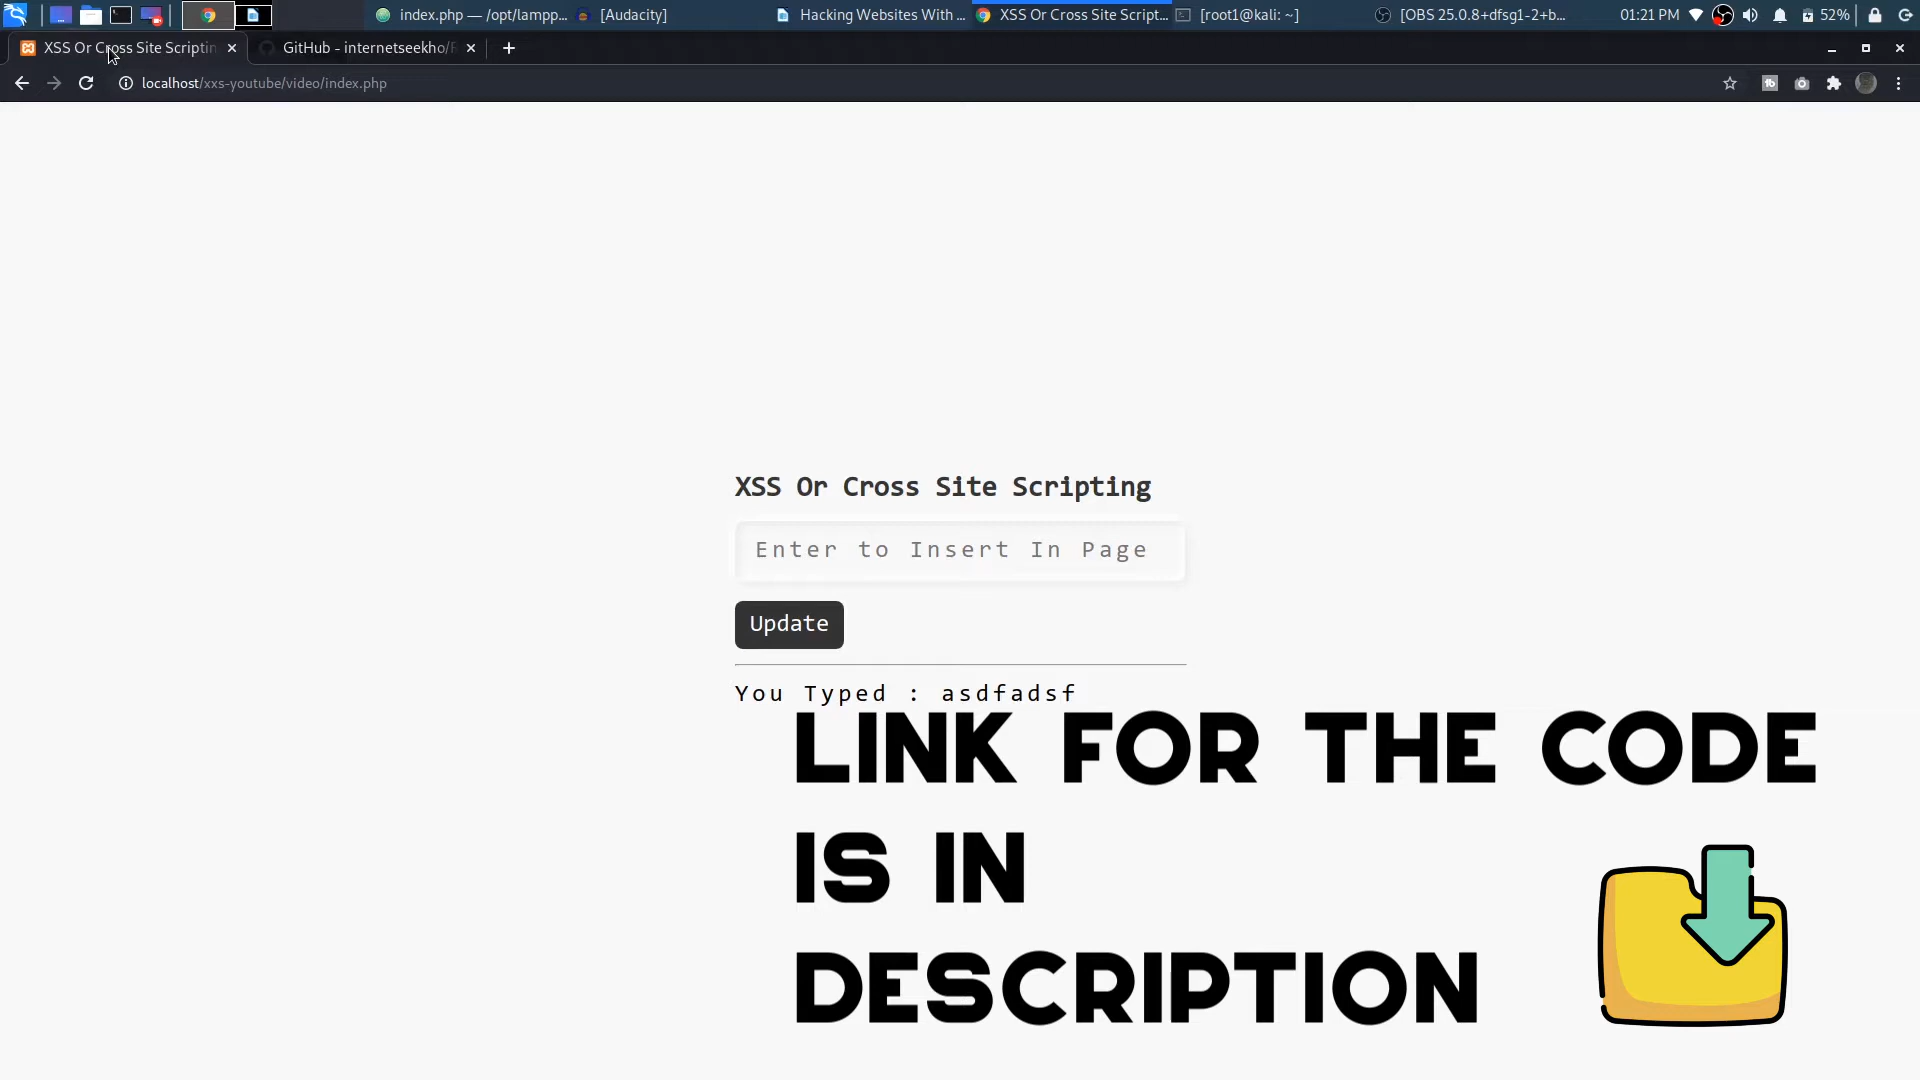 index.php — /opt/lampp...
[Audacity]
Hacking Websites With ...
XSS Or Cross Site Script...
[root1@kali: ~]
[OBS 25.0.8+dfsg1-2+b...
01:21 PM
52%
XSS Or Cross Site Scriptin
GitHub - internetseekho/
localhost/xxs-youtube/video/index.php
XSS Or Cross Site Scripting
Enter to Insert In Page
Update
You Typed : asdfadsf
LINK FOR THE CODE
IS IN
DESCRIPTION